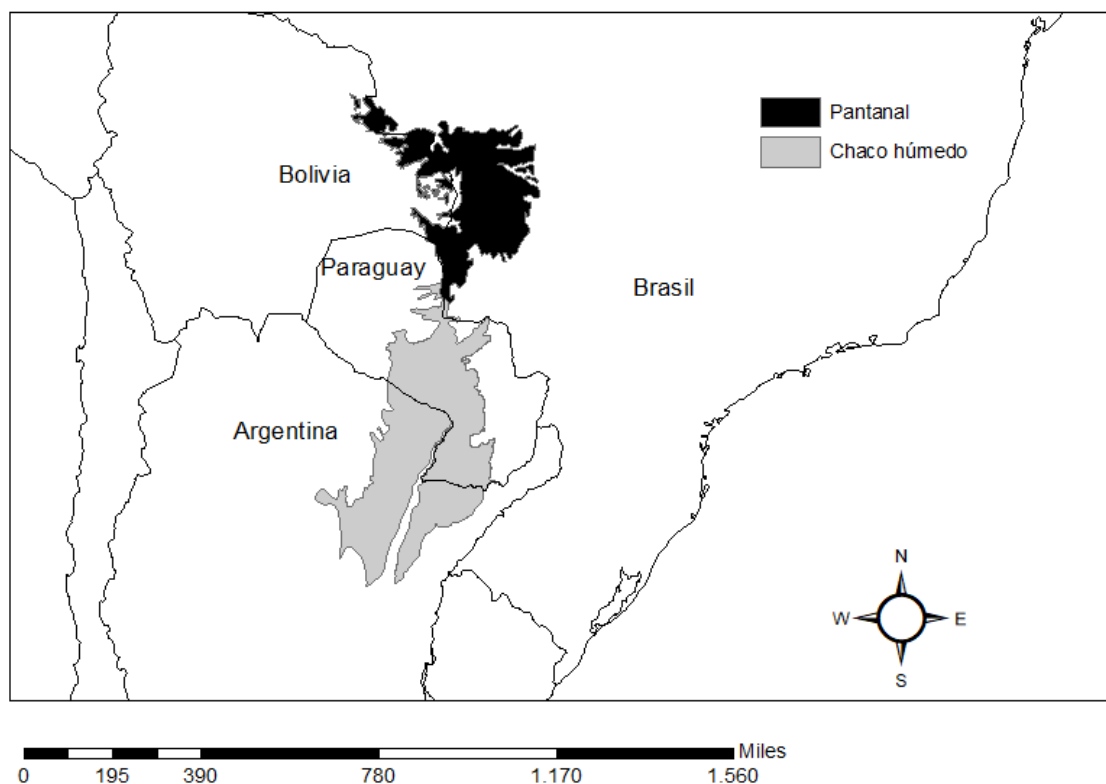 Pantanal
Chaco húmedo
Bolivia
Paraguay
Brasil
Argentina
N
W E
S
Miles
0 195 390 780 1.170 1.560